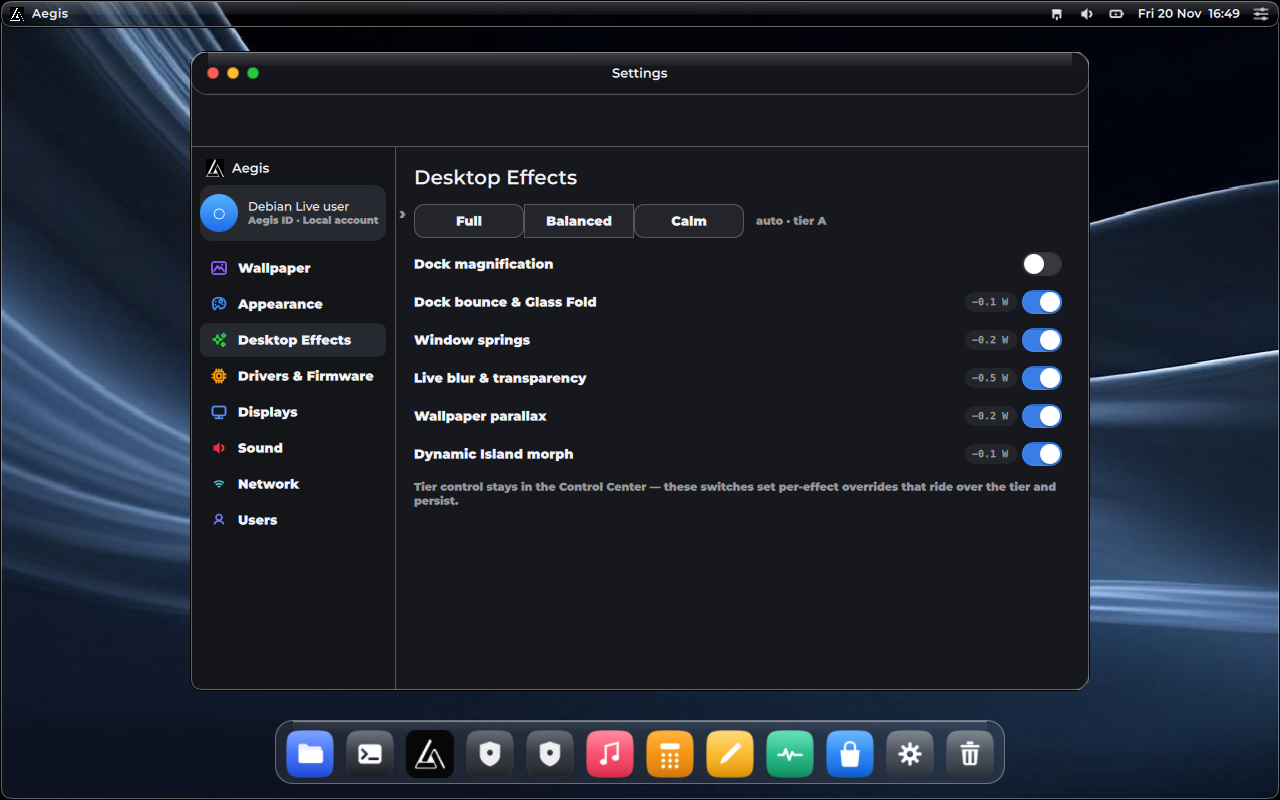 Aegis
Fri 20 Nov 16:49
Settings
Aegis
Debian Live user
Aegis ID • Local account
Wallpaper
Appearance
Desktop Effects
Drivers & Firmware
Displays
Sound
Network
Users
Desktop Effects
Full Balanced Calm auto • tier A
Dock magnification
Dock bounce & Glass Fold −0.1 W
Window springs −0.2 W
Live blur & transparency −0.5 W
Wallpaper parallax −0.2 W
Dynamic Island morph −0.1 W
Tier control stays in the Control Center — these switches set per-effect overrides that ride over the tier and
persist.